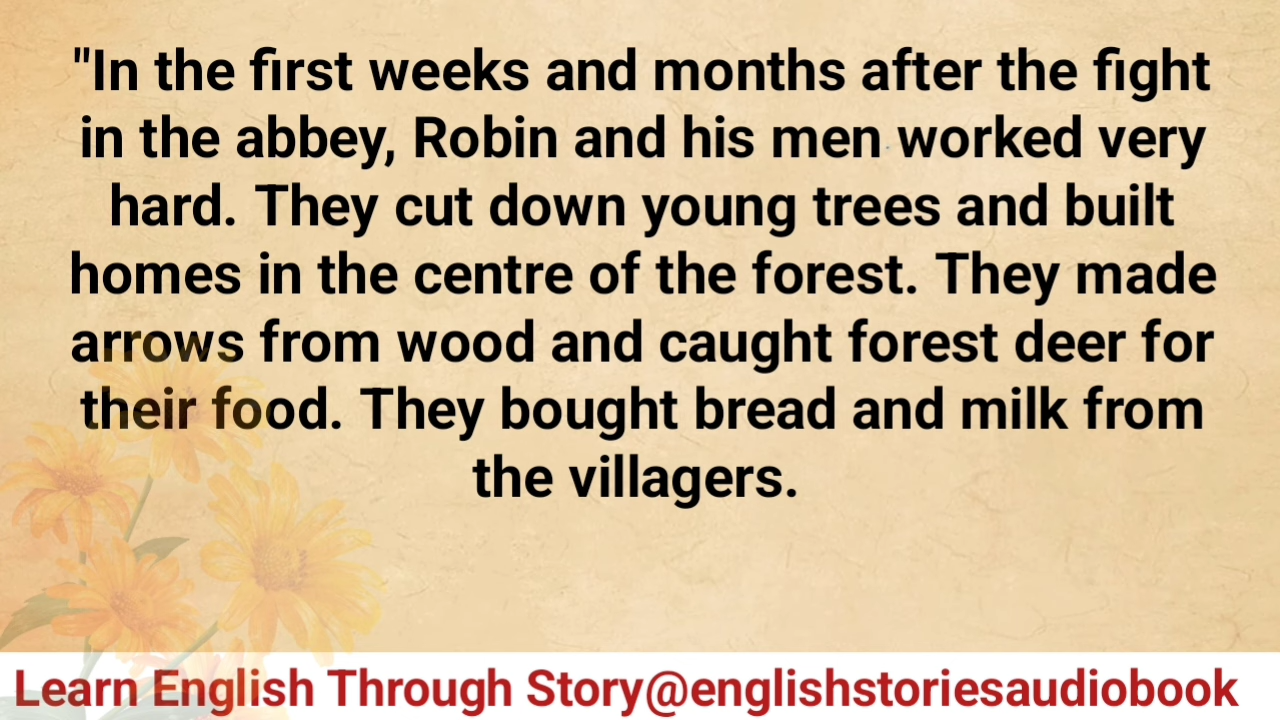 "In the first weeks and months after the fight
in the abbey, Robin and his men worked very
hard. They cut down young trees and built
homes in the centre of the forest. They made
arrows from wood and caught forest deer for
their food. They bought bread and milk from
the villagers.
Learn English Through Story@englishstoriesaudiobook